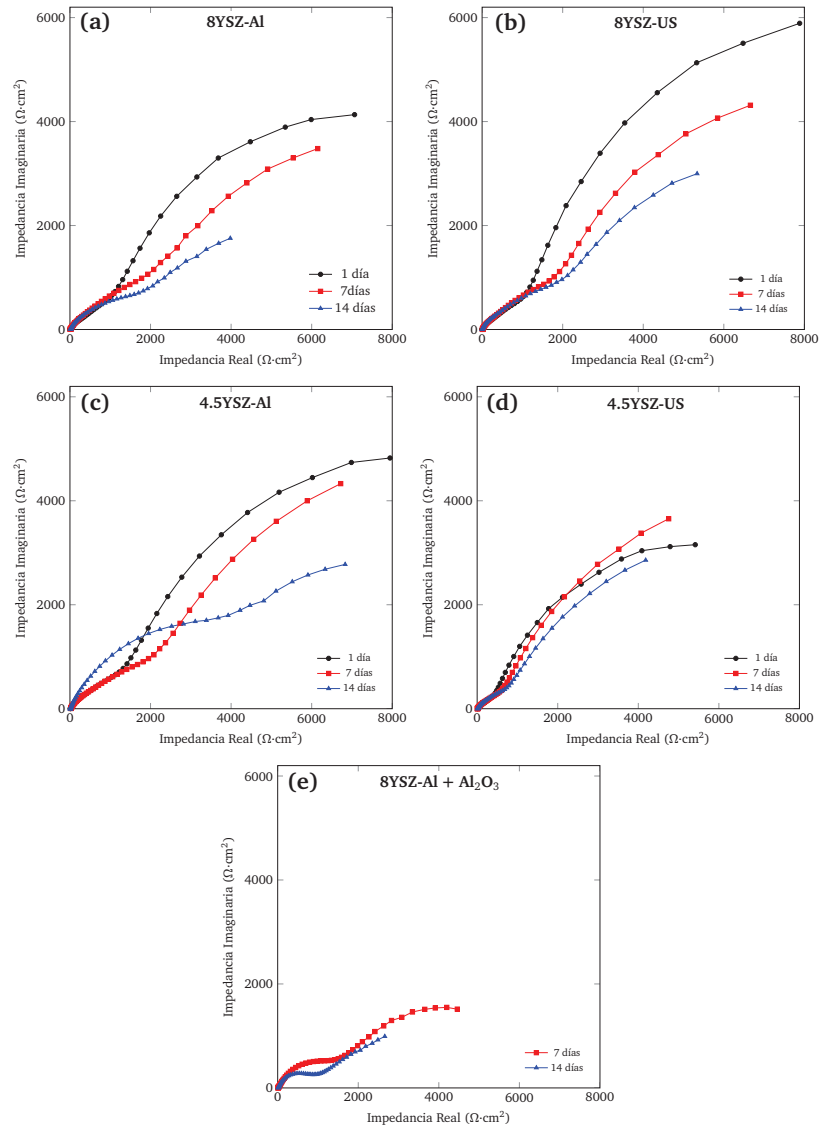 (a) 8YSZ-Al
6000
4000
2000
0
0 2000 4000 6000 8000
Impedancia Imaginaria (Ω·cm²)
Impedancia Real (Ω·cm²)
1 día
7días
14 días
(b) 8YSZ-US
6000
4000
2000
0
0 2000 4000 6000 8000
Impedancia Imaginaria (Ω·cm²)
Impedancia Real (Ω·cm²)
1 día
7 días
14 días
(c) 4.5YSZ-Al
6000
4000
2000
0
0 2000 4000 6000 8000
Impedancia Imaginaria (Ω·cm²)
Impedancia Real (Ω·cm²)
1 día
7 días
14 días
(d) 4.5YSZ-US
6000
4000
2000
0
0 2000 4000 6000 8000
Impedancia Imaginaria (Ω·cm²)
Impedancia Real (Ω·cm²)
1 día
7 días
14 días
(e) 8YSZ-Al + Al₂O₃
6000
4000
2000
0
0 2000 4000 6000 8000
Impedancia Imaginaria (Ω·cm²)
Impedancia Real (Ω·cm²)
7 días
14 días